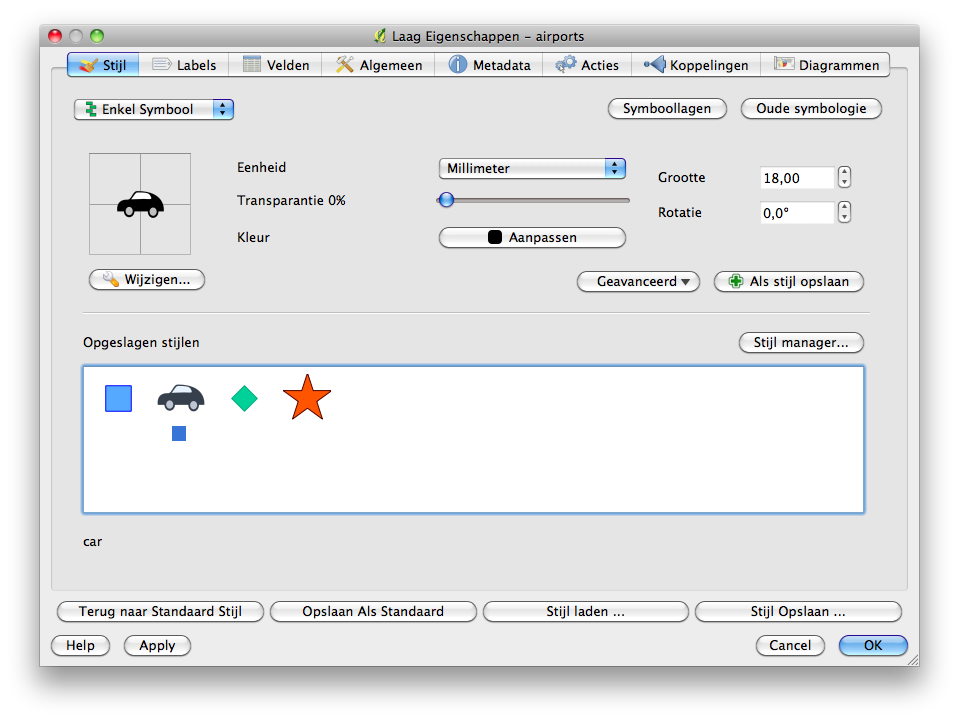 Laag Eigenschappen - airports
Stijl Labels Velden Algemeen Metadata Acties Koppelingen Diagrammen
Enkel Symbool Symboollagen Oude symbologie
Eenheid Millimeter Grootte 18,00
Transparantie 0%
Rotatie 0,0°
Kleur Aanpassen
Wijzigen... Geavanceerd Als stijl opslaan
Opgeslagen stijlen Stijl manager...
car
Terug naar Standaard Stijl Opslaan Als Standaard Stijl laden ... Stijl Opslaan ...
Help Apply Cancel OK